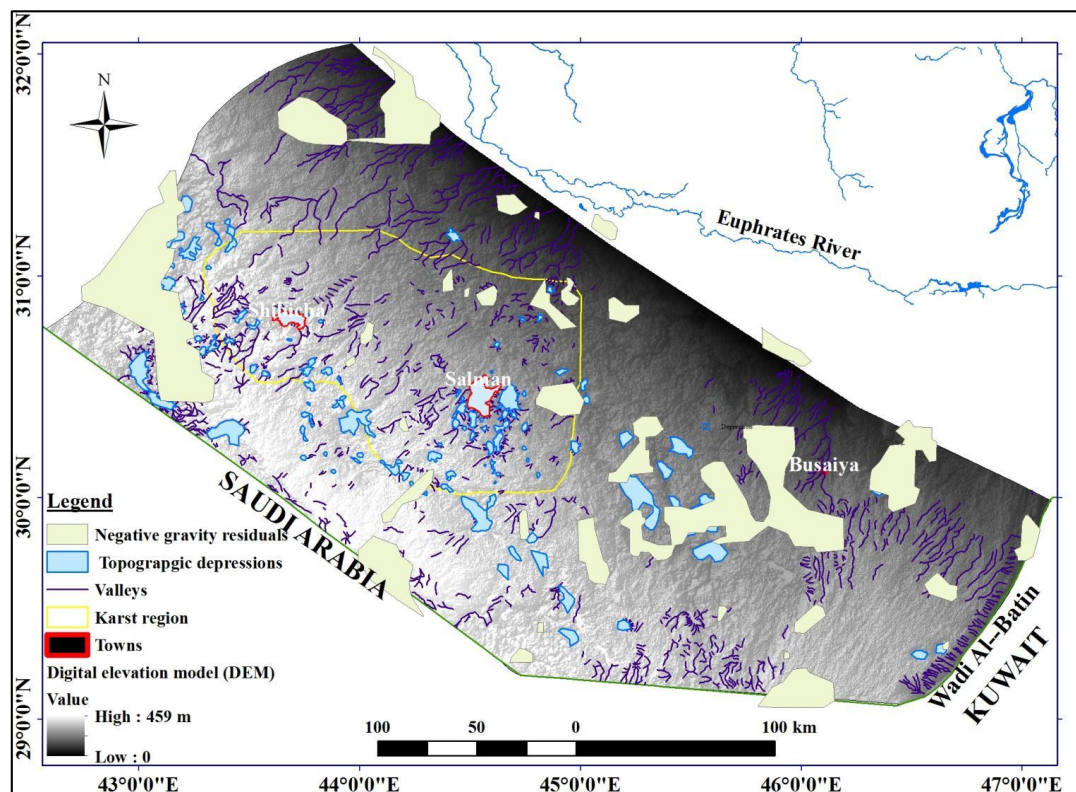 N
32°0'0"N
31°0'0"N
30°0'0"N
29°0'0"N
Euphrates River
Shibicha
Salman
Depression
Busaiya
SAUDI ARABIA
Wadi Al--Batin
KUWAIT
Legend
Negative gravity residuals
Topograpgic depressions
Valleys
Karst region
Towns
Digital elevation model (DEM)
Value
High : 459 m
Low : 0
100 50 0 100 km
43°0'0"E 44°0'0"E 45°0'0"E 46°0'0"E 47°0'0"E